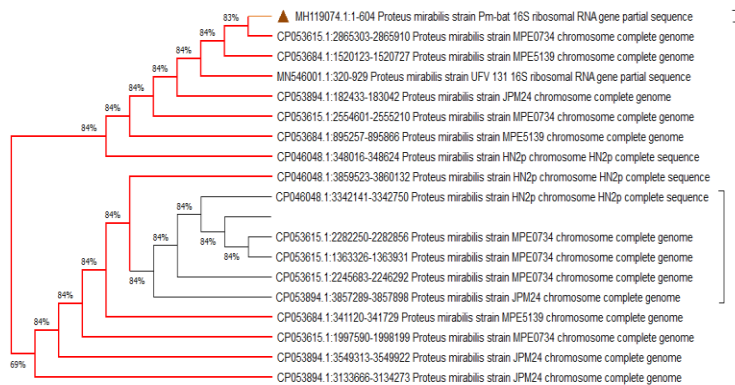 83%
MH119074.1:1-604 Proteus mirabilis strain Pm-bat 16S ribosomal RNA gene partial sequence
84%
CP053615.1:2865303-2865910 Proteus mirabilis strain MPE0734 chromosome complete genome
84%
CP053684.1:1520123-1520727 Proteus mirabilis strain MPE5139 chromosome complete genome
84%
MN546001.1:320-929 Proteus mirabilis strain UFV 131 16S ribosomal RNA gene partial sequence
84%
CP053894.1:182433-183042 Proteus mirabilis strain JPM24 chromosome complete genome
84%
CP053615.1:2554601-2555210 Proteus mirabilis strain MPE0734 chromosome complete genome
84%
CP053684.1:895257-895866 Proteus mirabilis strain MPE5139 chromosome complete genome
CP046048.1:348016-348624 Proteus mirabilis strain HN2p chromosome HN2p complete sequence
CP046048.1:3859523-3860132 Proteus mirabilis strain HN2p chromosome HN2p complete sequence
84%
CP046048.1:3342141-3342750 Proteus mirabilis strain HN2p chromosome HN2p complete sequence
84%
84%
84%
CP053615.1:2282250-2282856 Proteus mirabilis strain MPE0734 chromosome complete genome
84%
84%
CP053615.1:1363326-1363931 Proteus mirabilis strain MPE0734 chromosome complete genome
CP053615.1:2245683-2246292 Proteus mirabilis strain MPE0734 chromosome complete genome
84%
CP053894.1:3857289-3857898 Proteus mirabilis strain JPM24 chromosome complete genome
84%
CP053684.1:341120-341729 Proteus mirabilis strain MPE5139 chromosome complete genome
84%
CP053615.1:1997590-1998199 Proteus mirabilis strain MPE0734 chromosome complete genome
84%
CP053894.1:3549313-3549922 Proteus mirabilis strain JPM24 chromosome complete genome
69%
CP053894.1:3133666-3134273 Proteus mirabilis strain JPM24 chromosome complete genome